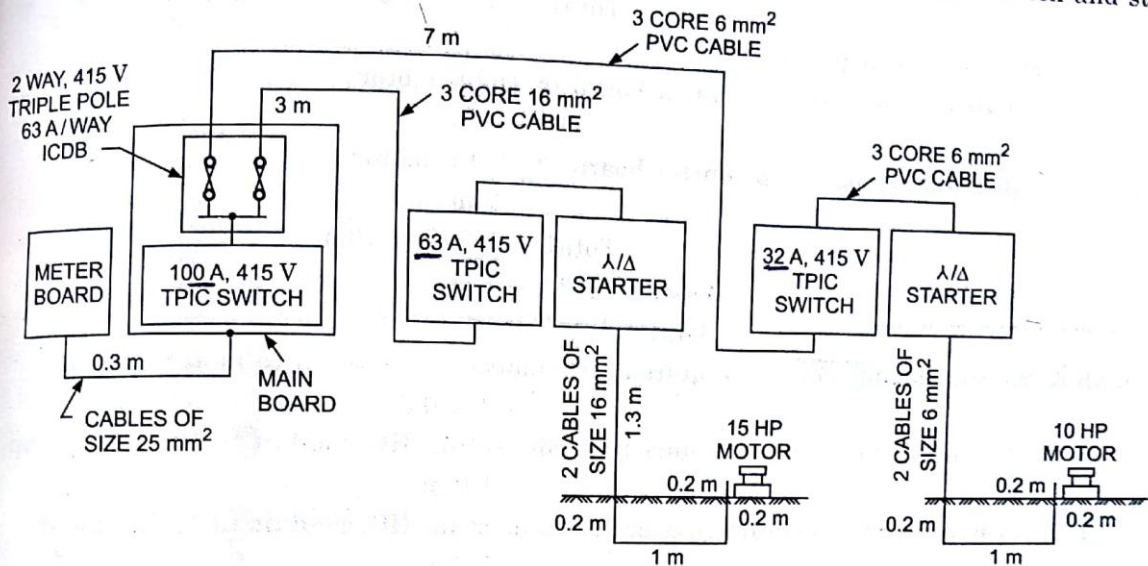 3 CORE 6 mm²
PVC CABLE
7 m
2 WAY, 415 V
TRIPLE POLE
63 A / WAY
ICDB
3 m
3 CORE 16 mm²
PVC CABLE
3 CORE 6 mm²
PVC CABLE
METER
BOARD
100 A, 415 V
TPIC SWITCH
63 A, 415 V
TPIC
SWITCH
⅄/Δ
STARTER
32 A, 415 V
TPIC
SWITCH
⅄/Δ
STARTER
0.3 m
MAIN
BOARD
CABLES OF
SIZE 25 mm²
2 CABLES OF
SIZE 16 mm²
1.3 m
15 HP
MOTOR
0.2 m
0.2 m
0.2 m
1 m
2 CABLES OF
SIZE 6 mm²
10 HP
MOTOR
0.2 m
0.2 m
0.2 m
1 m